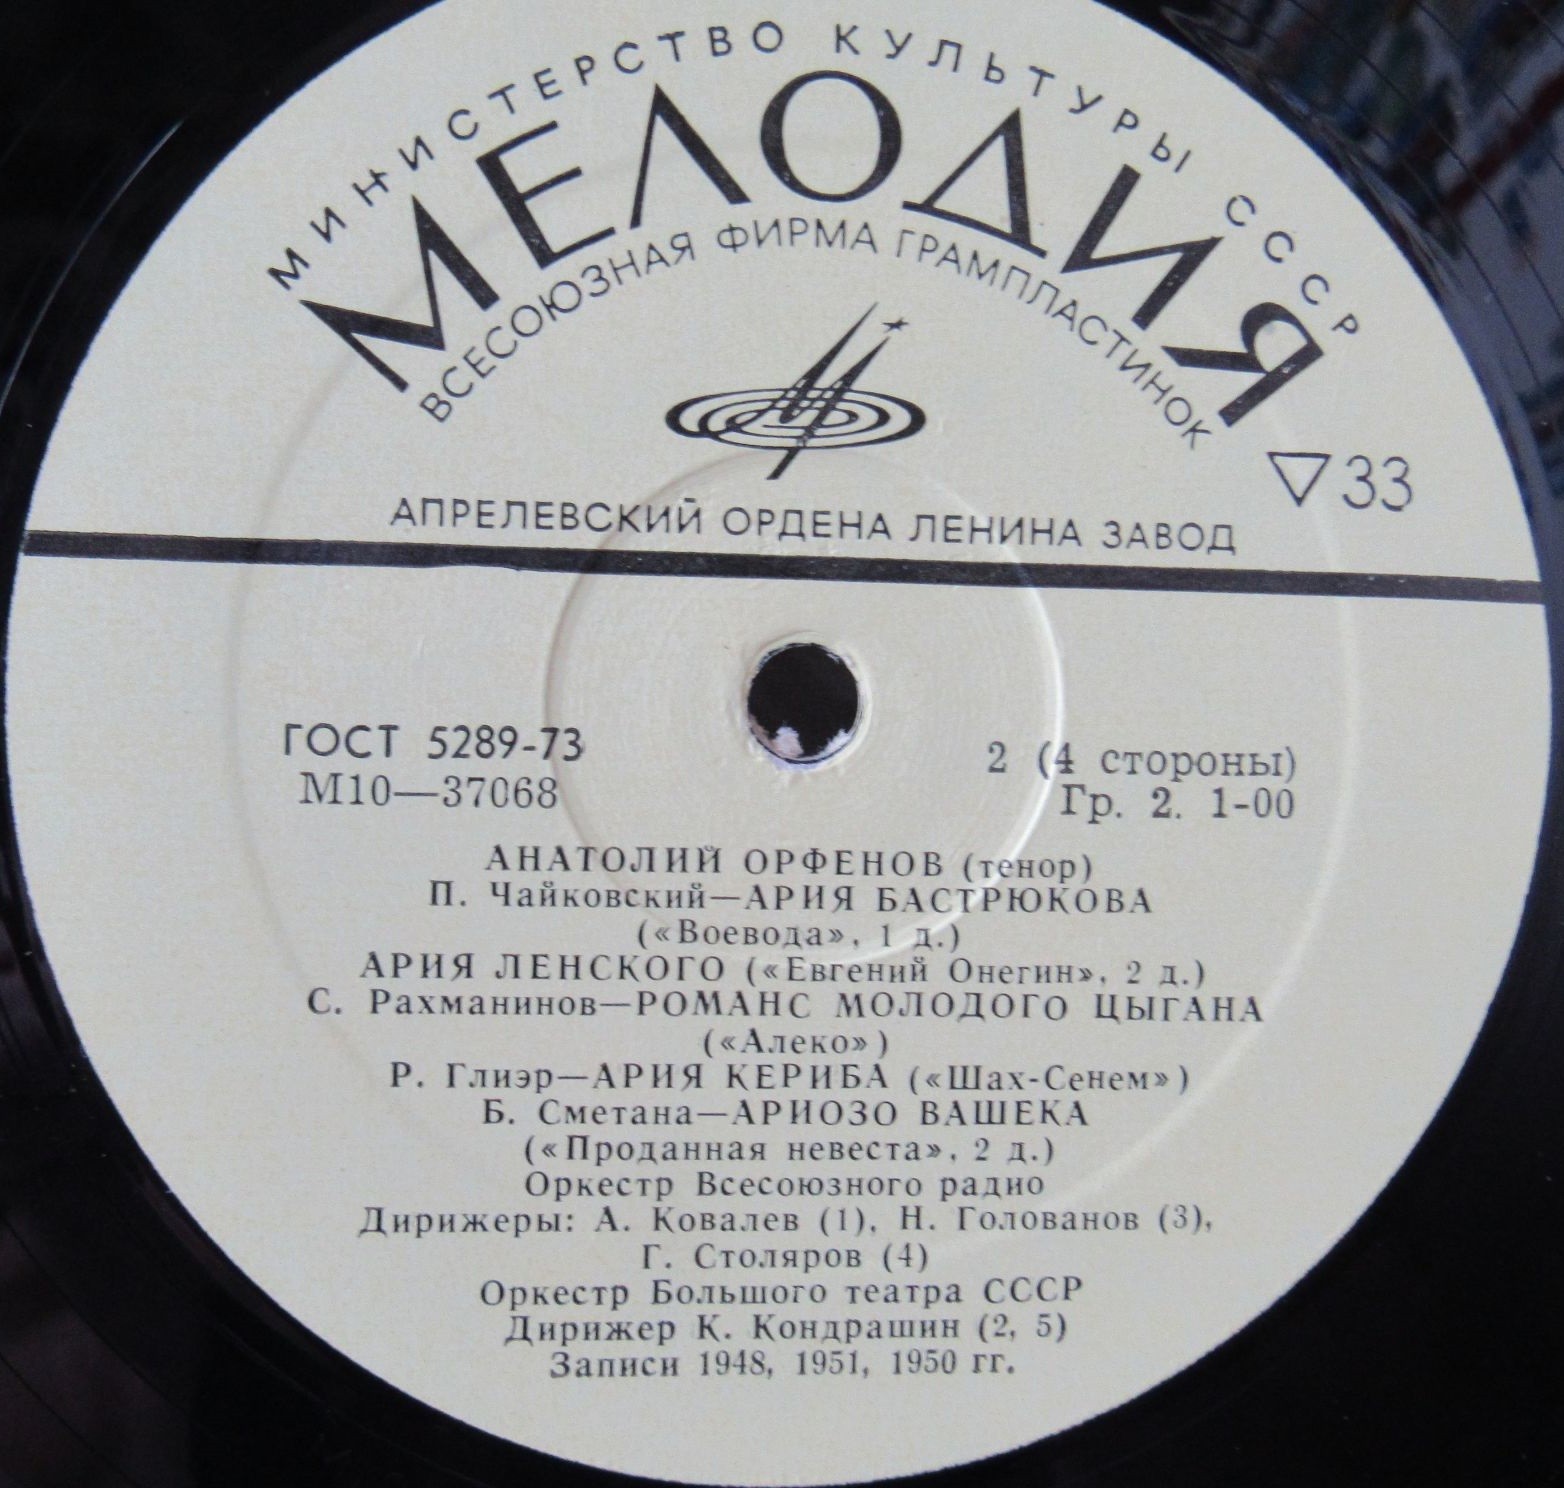 МИНИСТЕРСТВО КУЛЬТУРЫ СССР
МЕЛОДИЯ
ВСЕСОЮЗНАЯ ФИРМА ГРАМПЛАСТИНОК
33
АПРЕЛЕВСКИЙ ОРДЕНА ЛЕНИНА ЗАВОД
ГОСТ 5289-73
М10—37068
2 (4 стороны)
Гр. 2. 1-00
АНАТОЛИЙ ОРФЕНОВ (тенор)
П. Чайковский—АРИЯ БАСТРЮКОВА
(«Воевода», 1 д.)
АРИЯ ЛЕНСКОГО («Евгений Онегин», 2 д.)
С. Рахманинов—РОМАНС МОЛОДОГО ЦЫГАНА
(«Алеко»)
Р. Глиэр—АРИЯ КЕРИБА («Шах-Сенем»)
Б. Сметана—АРИОЗО ВАШЕКА
(«Проданная невеста», 2 д.)
Оркестр Всесоюзного радио
Дирижеры: А. Ковалев (1), Н. Голованов (3),
Г. Столяров (4)
Оркестр Большого театра СССР
Дирижер К. Кондрашин (2, 5)
Записи 1948, 1951, 1950 гг.